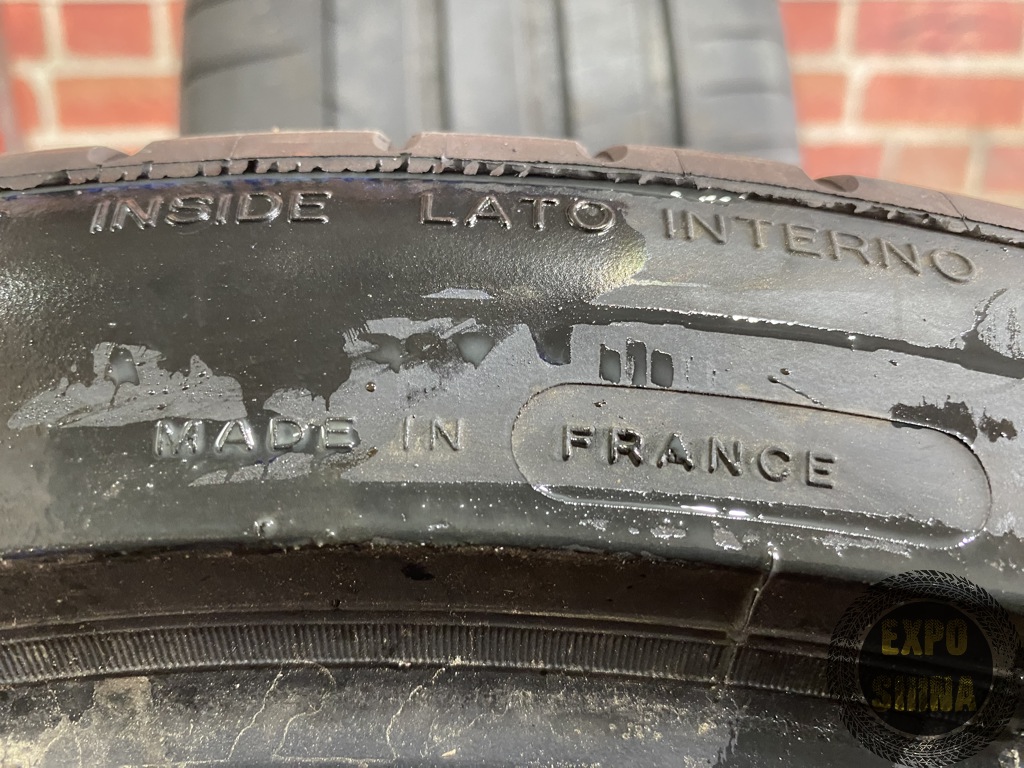 INSIDE LATO INTERNO
MADE IN FRANCE
EXPO
SHINA